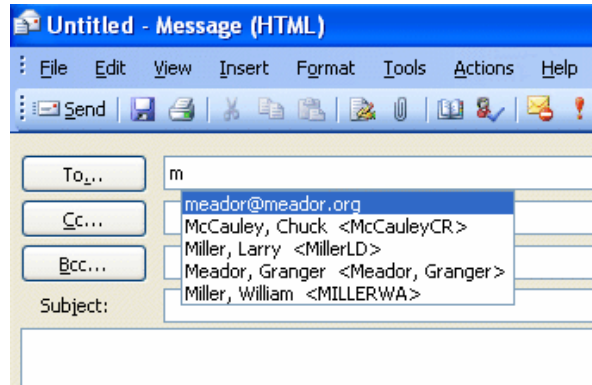 Untitled - Message (HTML)
File Edit View Insert Format Tools Actions Help
Send
To... m
meador@meador.org
Cc...
McCauley, Chuck <McCauleyCR>
Miller, Larry <MillerLD>
Bcc...
Meador, Granger <Meador, Granger>
Miller, William <MILLERWA>
Subject: